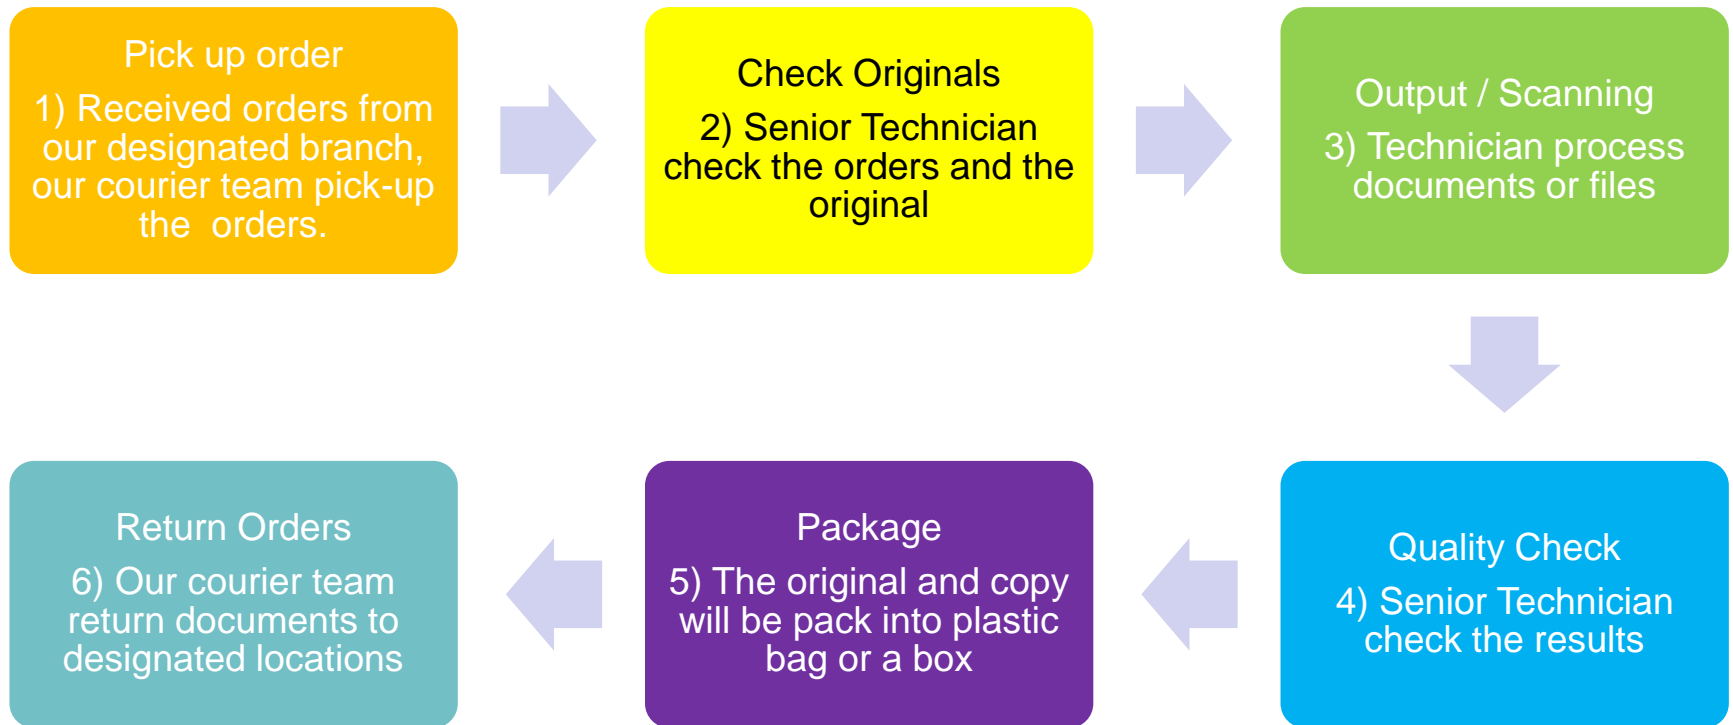 Pick up order
1) Received orders from
our designated branch,
our courier team pick-up
the orders.
Check Originals
2) Senior Technician
check the orders and the
original
Output / Scanning
3) Technician process
documents or files
Quality Check
4) Senior Technician
check the results
Package
5) The original and copy
will be pack into plastic
bag or a box
Return Orders
6) Our courier team
return documents to
designated locations